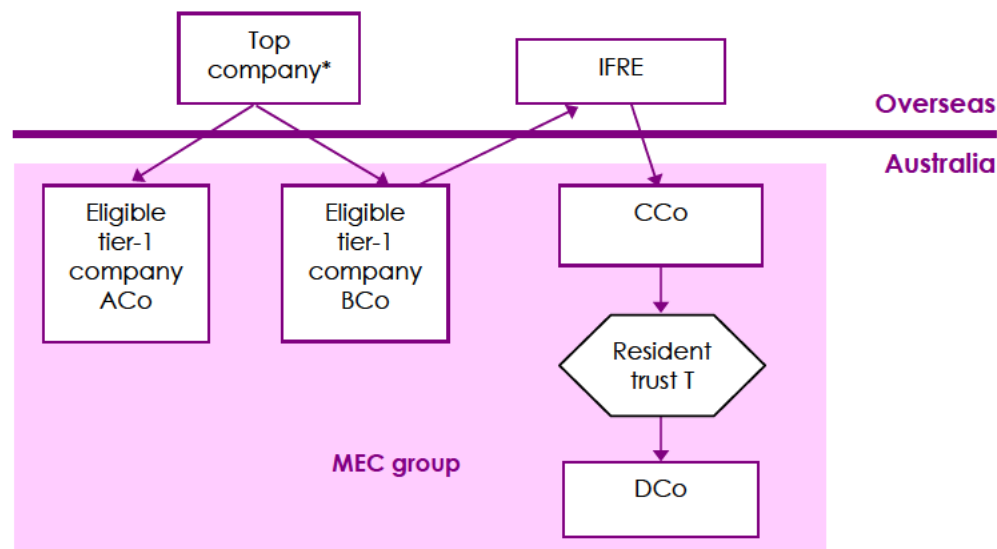 Top
company*
IFRE
Overseas
Australia
Eligible
tier-1
company
ACo
Eligible
tier-1
company
BCo
CCo
Resident
trust T
MEC group
DCo